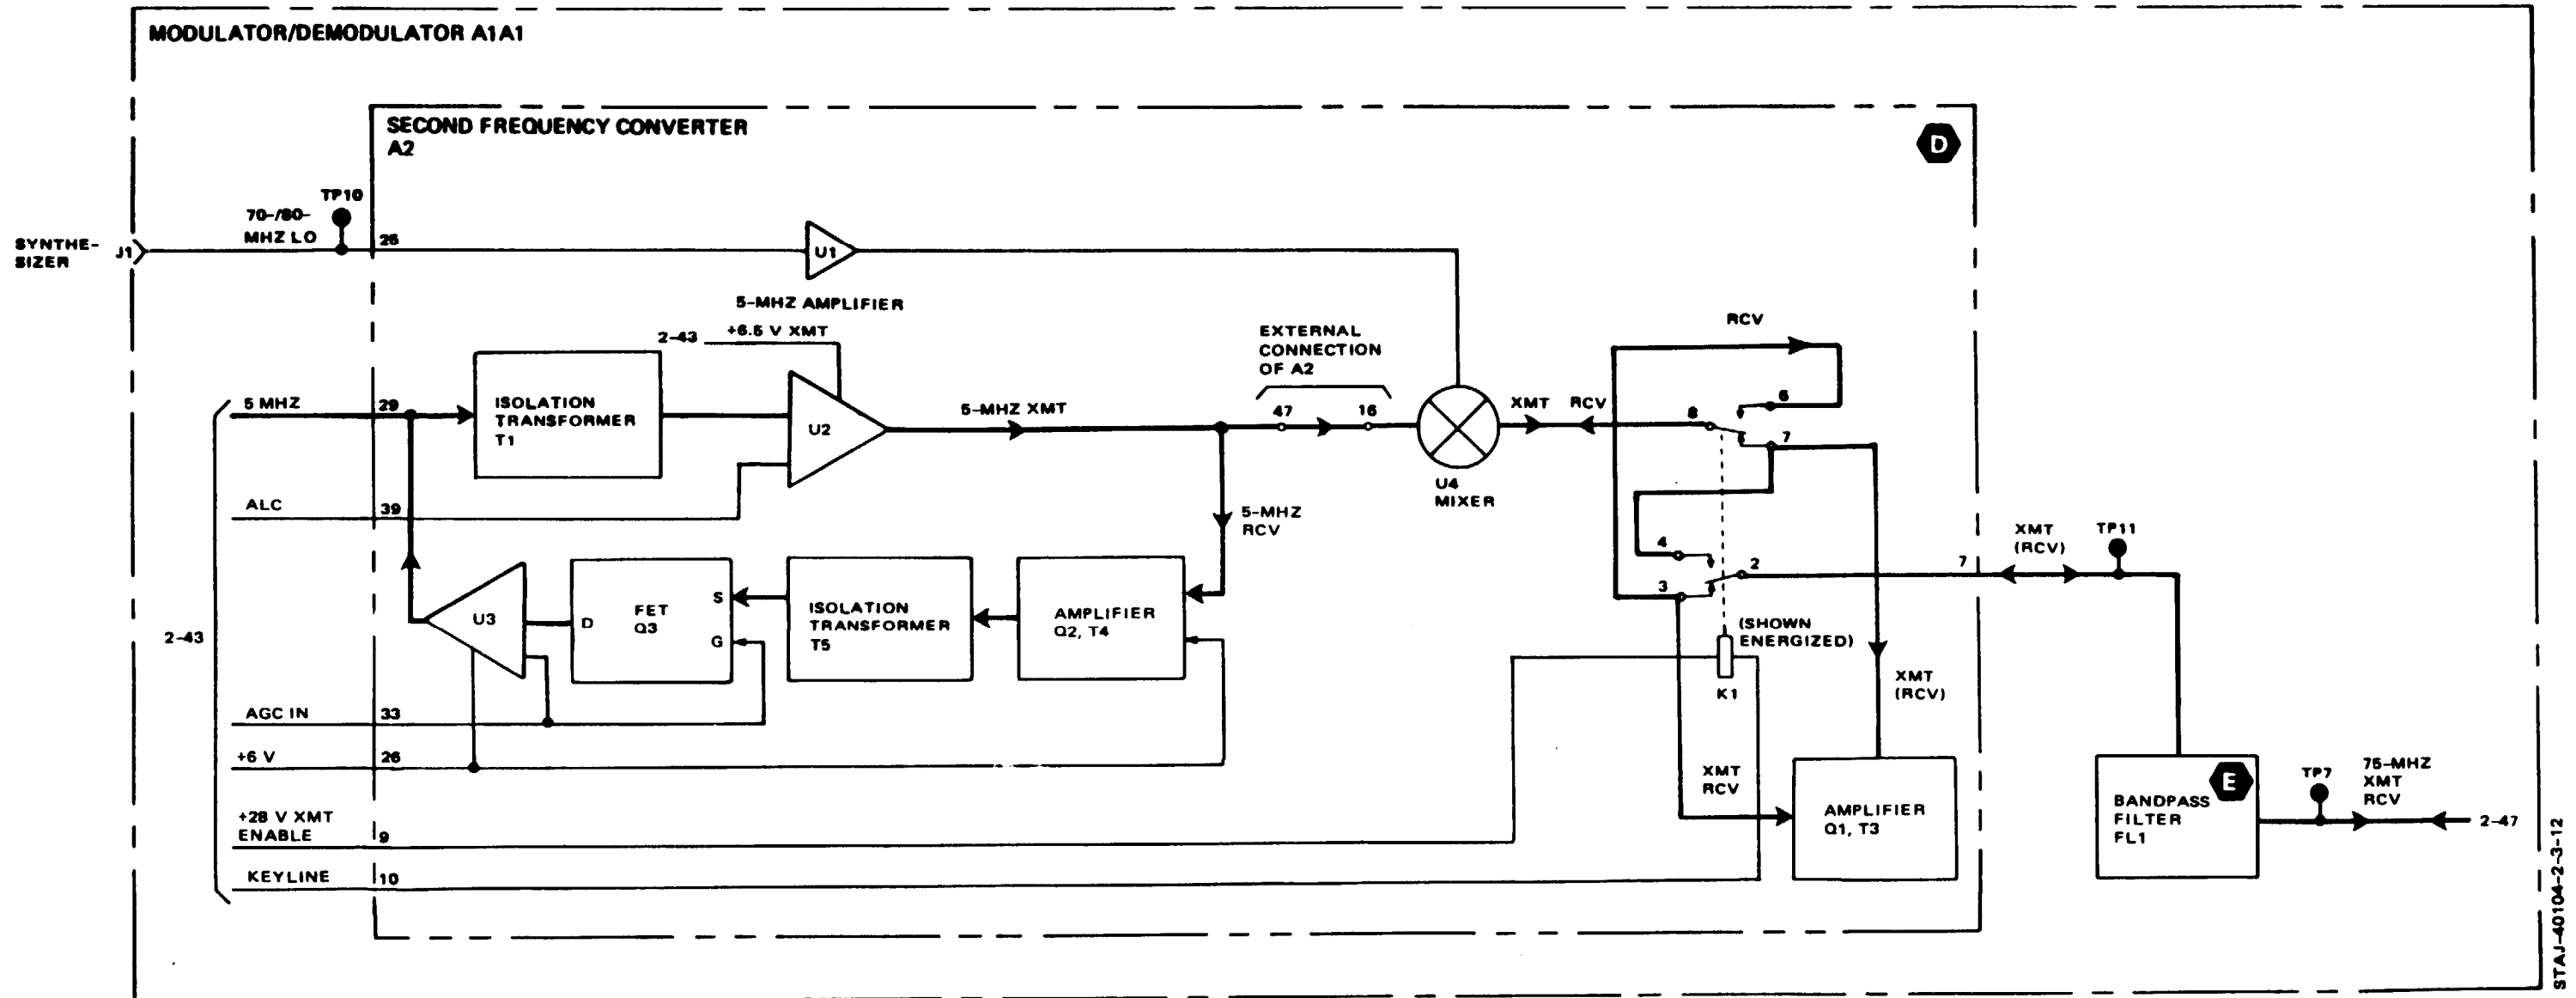 MODULATOR/DEMODULATOR A1A1
SECOND FREQUENCY CONVERTER
A2
D
TP10
70-/80-
MHZ LO
SYNTHE-
SIZER
J1
26
U1
5-MHZ AMPLIFIER
2-43
+6.5 V XMT
EXTERNAL
CONNECTION
OF A2
RCV
5 MHZ
29
ISOLATION
TRANSFORMER
T1
U2
5-MHZ XMT
47
16
XMT
RCV
8
6
7
U4
MIXER
ALC
39
5-MHZ
RCV
4
2
3
7
XMT
(RCV)
TP11
2-43
U3
D
FET
Q3
S
G
ISOLATION
TRANSFORMER
T5
AMPLIFIER
Q2, T4
(SHOWN
ENERGIZED)
K1
XMT
(RCV)
AGC IN
33
+6 V
26
XMT
RCV
AMPLIFIER
Q1, T3
+28 V XMT
ENABLE
9
KEYLINE
10
E
BANDPASS
FILTER
FL1
TP7
75-MHZ
XMT
RCV
2-47
STAJ-40104-2-3-12